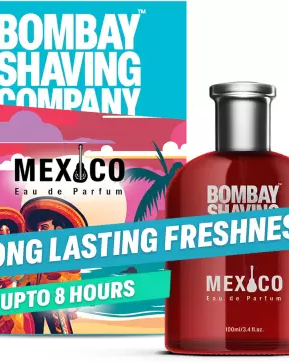 BOMBAY™
SHAVING
COMPANY
MEXICO
Eau de Parfum
ONG LASTING FRESHNES
UPTO 8 HOURS
BOMBAY
SHAVING
MEXICO
Eau de Parfum
100ml/3.4 fl.oz.